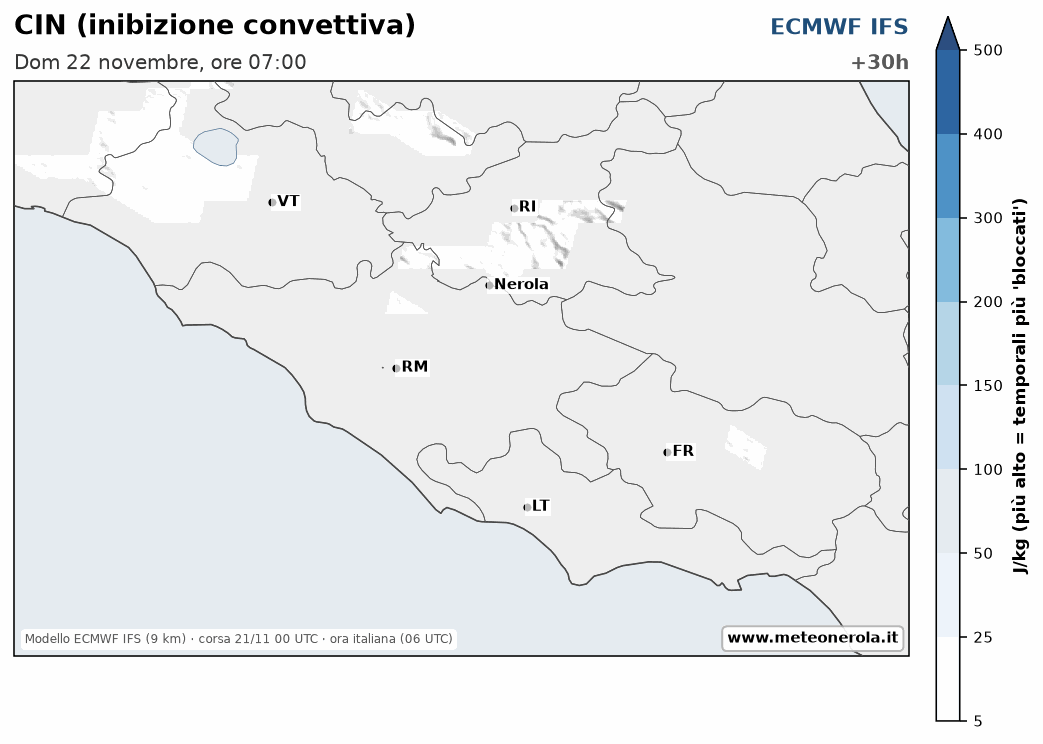 CIN (inibizione convettiva)
ECMWF IFS
Dom 22 novembre, ore 07:00
+30h
VT
RI
Nerola
RM
FR
LT
Modello ECMWF IFS (9 km) · corsa 21/11 00 UTC · ora italiana (06 UTC)
www.meteonerola.it
500
400
300
200
150
100
50
25
5
J/kg (più alto = temporali più 'bloccati')